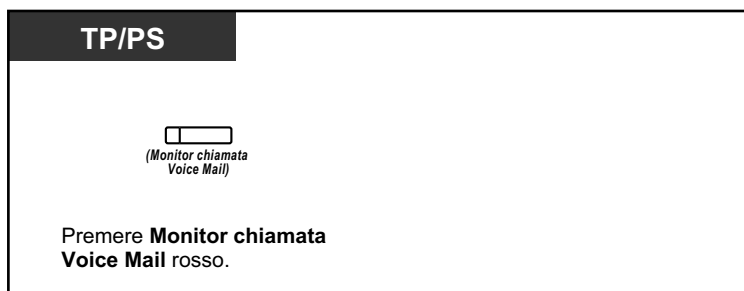 TP/PS
(Monitor chiamata
Voice Mail)
Premere Monitor chiamata
Voice Mail rosso.